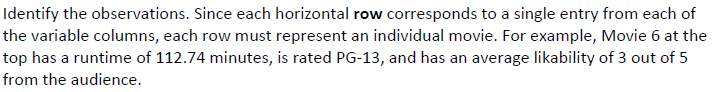 Identify the observations. Since each horizontal row corresponds to a single entry from each of
the variable columns, each row must represent an individual movie. For example, Movie 6 at the
top has a runtime of 112.74 minutes, is rated PG-13, and has an average likability of 3 out of 5
from the audience.